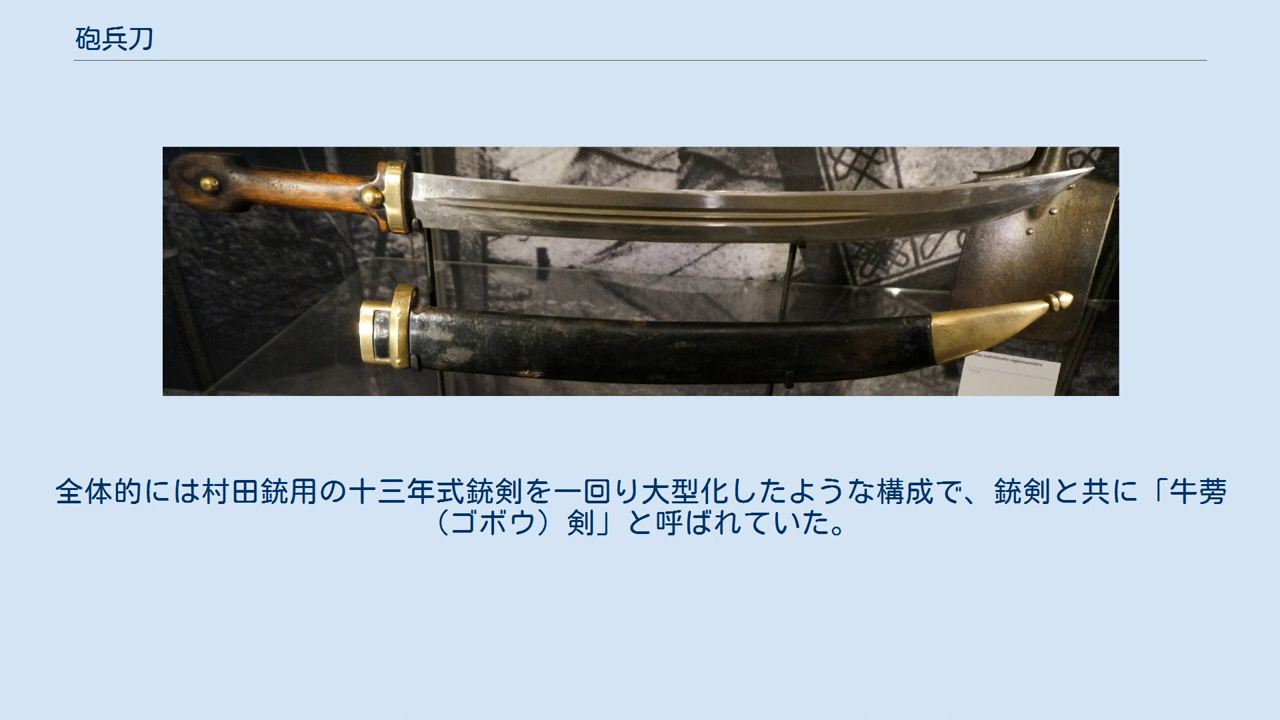 砲兵刀
全体的には村田銃用の十三年式銃剣を一回り大型化したような構成で、銃剣と共に「牛蒡
（ゴボウ）剣」と呼ばれていた。